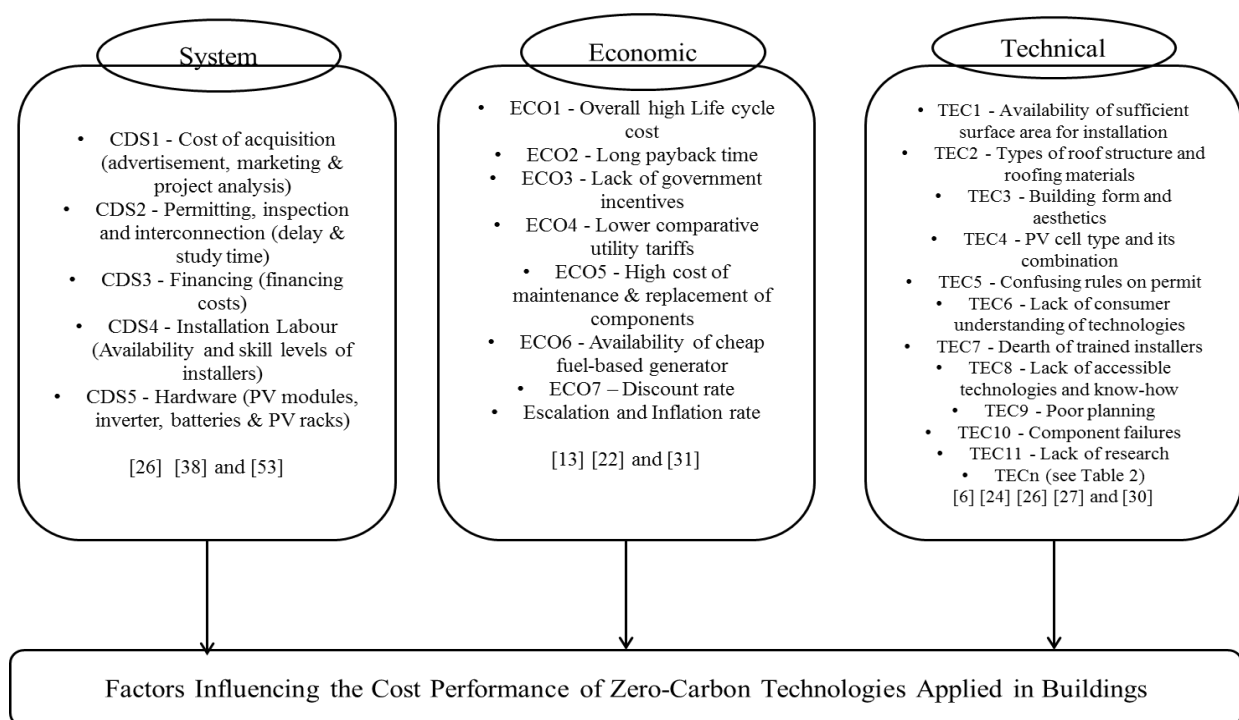 System
• CDS1 - Cost of acquisition
(advertisement, marketing &
project analysis)
• CDS2 - Permitting, inspection
and interconnection (delay &
study time)
• CDS3 - Financing (financing
costs)
• CDS4 - Installation Labour
(Availability and skill levels of
installers)
• CDS5 - Hardware (PV modules,
inverter, batteries & PV racks)
[26] [38] and [53]
Economic
• ECO1 - Overall high Life cycle
cost
• ECO2 - Long payback time
• ECO3 - Lack of government
incentives
• ECO4 - Lower comparative
utility tariffs
• ECO5 - High cost of
maintenance & replacement of
components
• ECO6 - Availability of cheap
fuel-based generator
• ECO7 – Discount rate
• Escalation and Inflation rate
[13] [22] and [31]
Technical
• TEC1 - Availability of sufficient
surface area for installation
• TEC2 - Types of roof structure and
roofing materials
• TEC3 - Building form and
aesthetics
• TEC4 - PV cell type and its
combination
• TEC5 - Confusing rules on permit
• TEC6 - Lack of consumer
understanding of technologies
• TEC7 - Dearth of trained installers
• TEC8 - Lack of accessible
technologies and know-how
• TEC9 - Poor planning
• TEC10 - Component failures
• TEC11 - Lack of research
• TECn (see Table 2)
[6] [24] [26] [27] and [30]
Factors Influencing the Cost Performance of Zero-Carbon Technologies Applied in Buildings